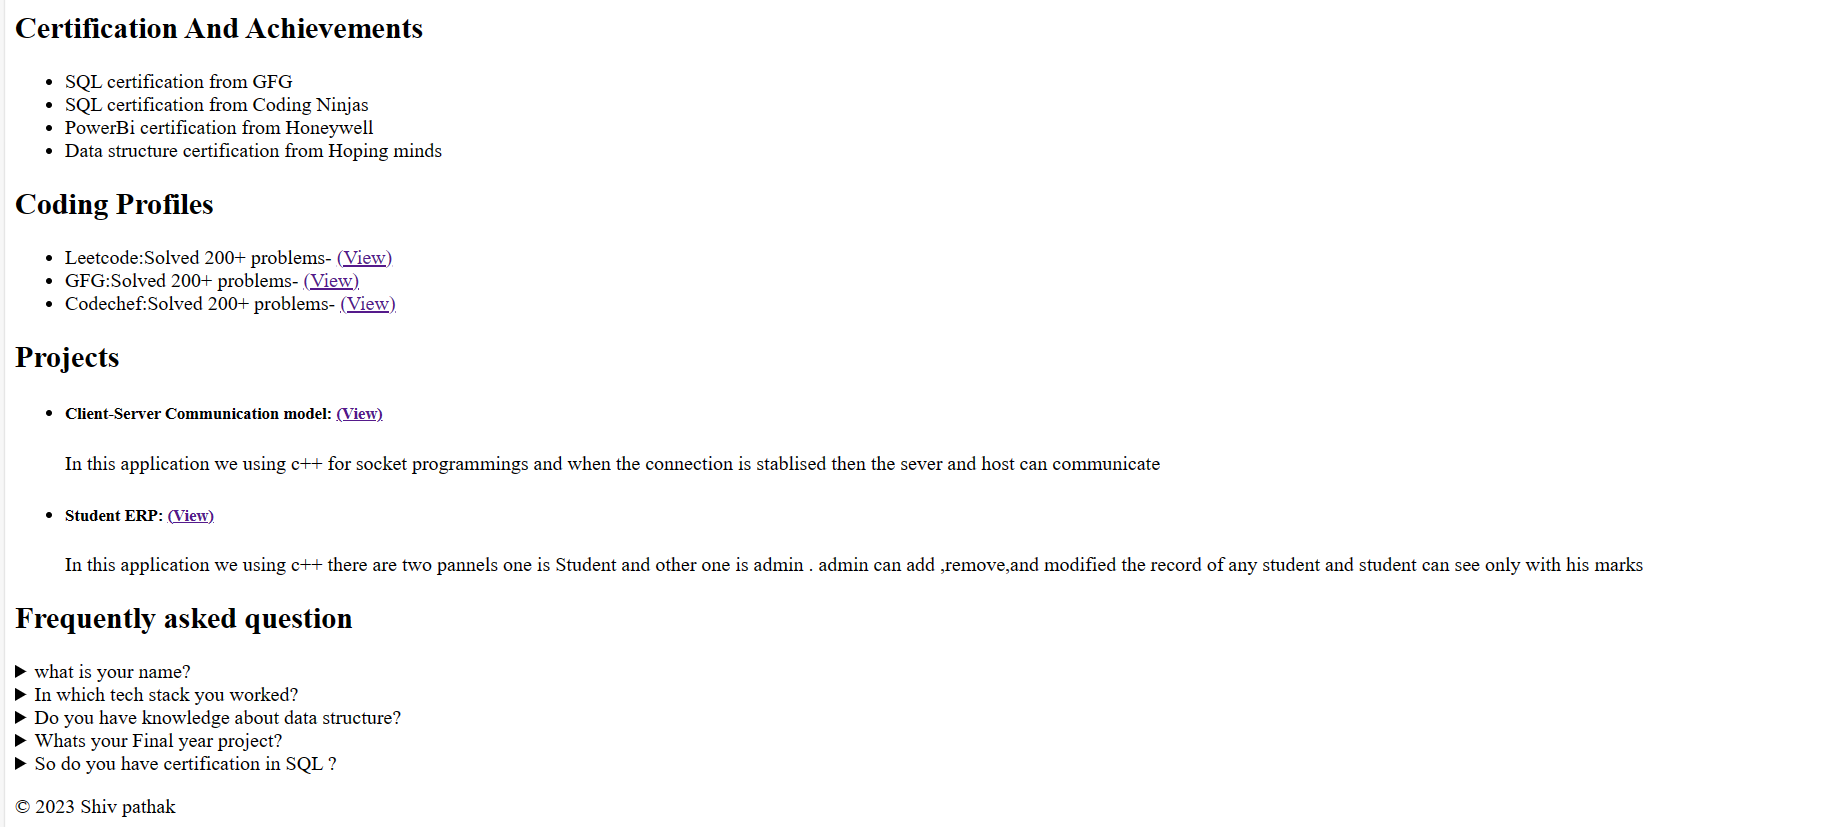 Certification And Achievements
SQL certification from GFG
SQL certification from Coding Ninjas
PowerBi certification from Honeywell
Data structure certification from Hoping minds
Coding Profiles
Leetcode:Solved 200+ problems- (View)
GFG:Solved 200+ problems- (View)
Codechef:Solved 200+ problems- (View)
Projects
Client-Server Communication model: (View)
In this application we using c++ for socket programmings and when the connection is stablised then the sever and host can communicate
Student ERP: (View)
In this application we using c++ there are two pannels one is Student and other one is admin . admin can add ,remove,and modified the record of any student and student can see only with his marks
Frequently asked question
what is your name?
In which tech stack you worked?
Do you have knowledge about data structure?
Whats your Final year project?
So do you have certification in SQL ?
© 2023 Shiv pathak